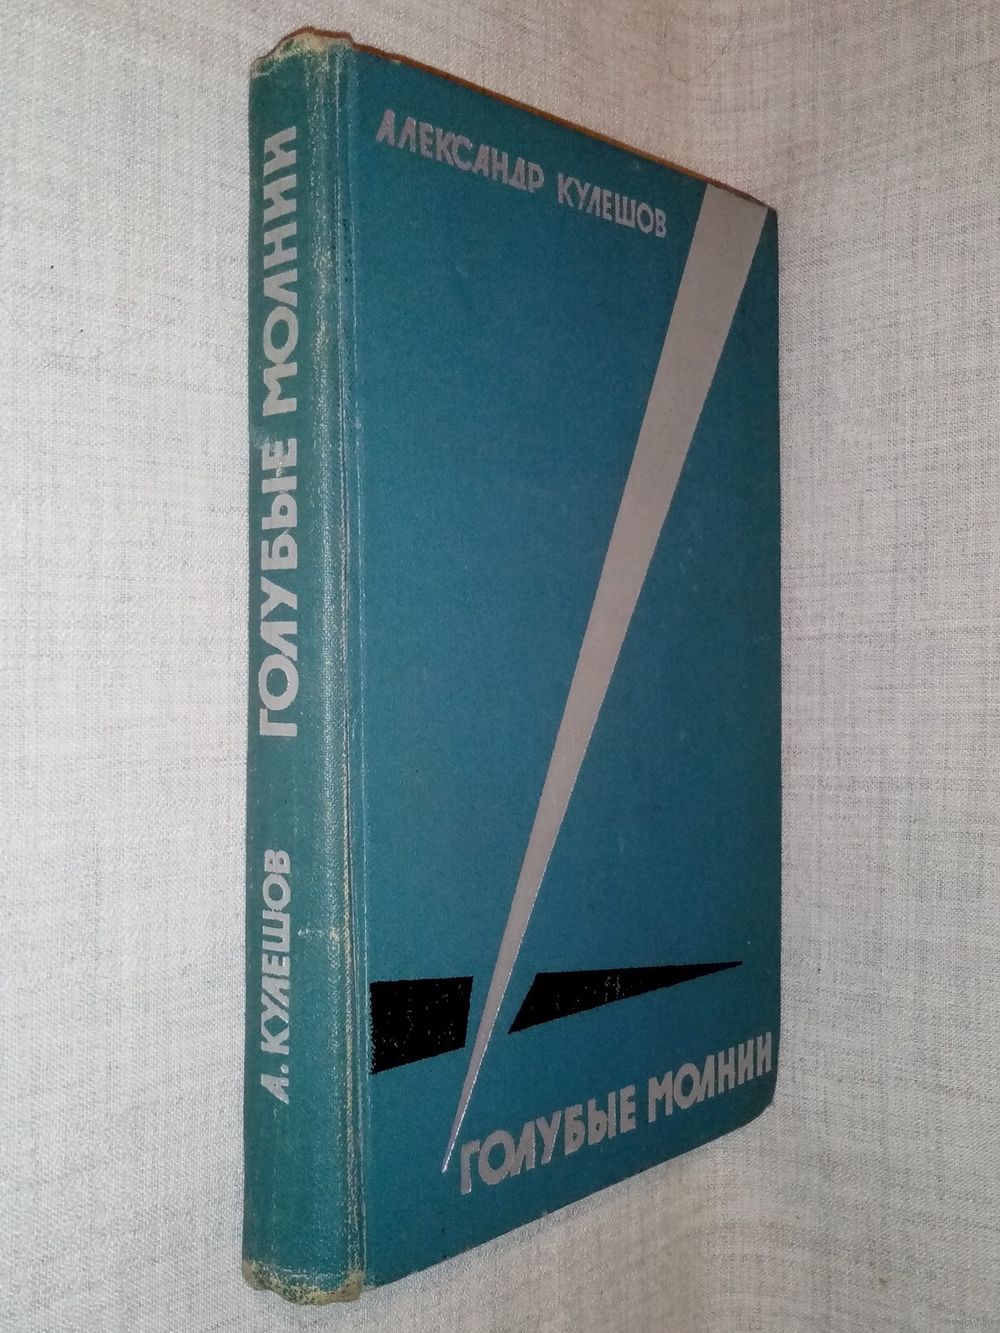 АЛЕКСАНДР КУЛЕШОВ
ГОЛУБЫЕ МОЛНИИ
А. КУЛЕШОВ ГОЛУБЫЕ МОЛНИИ